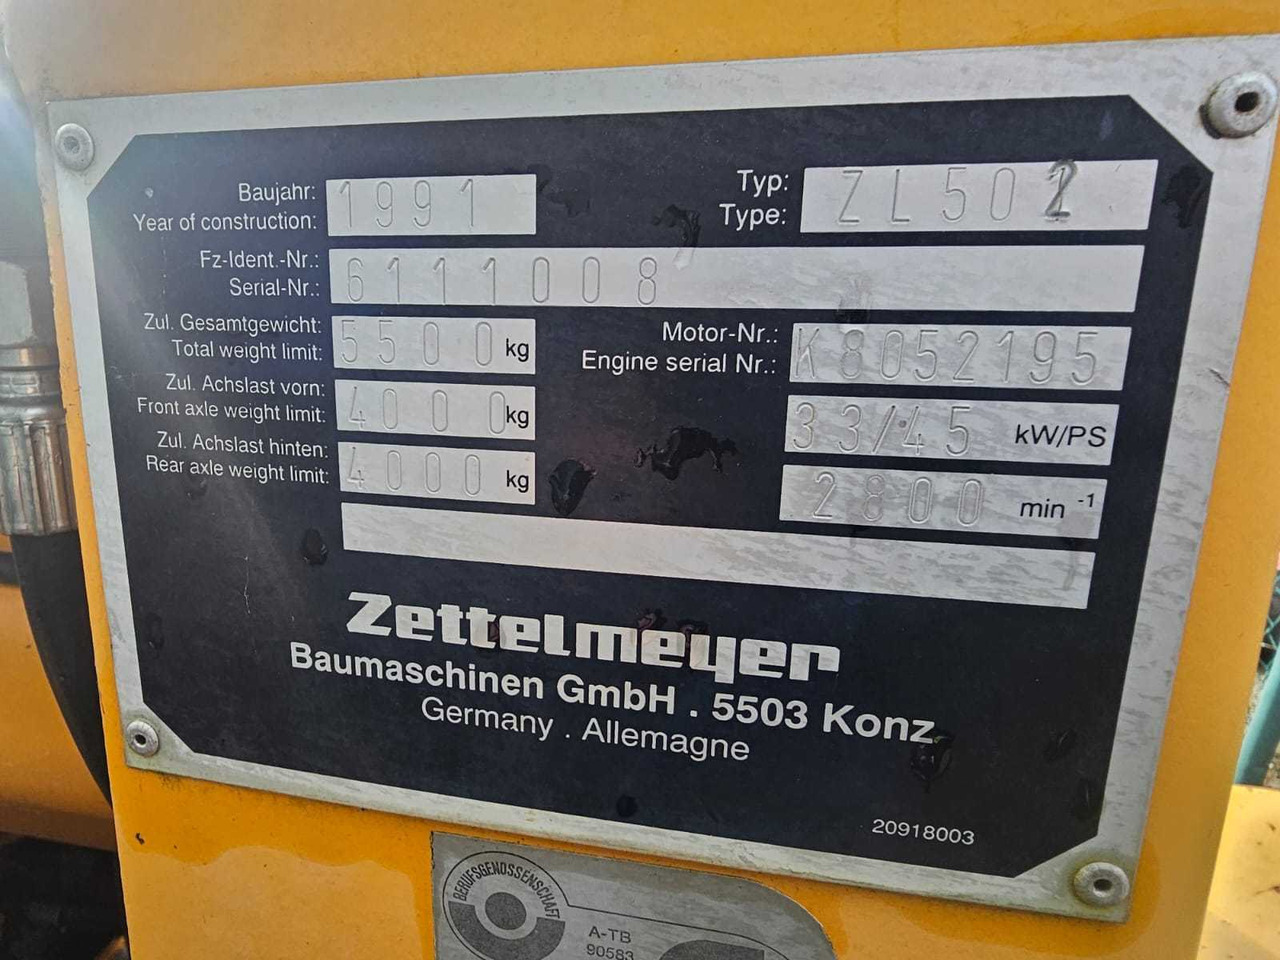 Baujahr:
Year of construction: 1991
Typ:
Type: ZL502
Fz-Ident.-Nr.:
Serial-Nr.: 6111008
Zul. Gesamtgewicht:
Total weight limit: 5500 kg
Motor-Nr.:
Engine serial Nr.: K8052195
Zul. Achslast vorn:
Front axle weight limit: 4000 kg
33/45 kW/PS
Zul. Achslast hinten:
Rear axle weight limit: 4000 kg
2800 min -1
Zettelmeyer
Baumaschinen GmbH . 5503 Konz
Germany . Allemagne
20918003
BERUFSGENOSSENSCHAFT
A-TB
90583